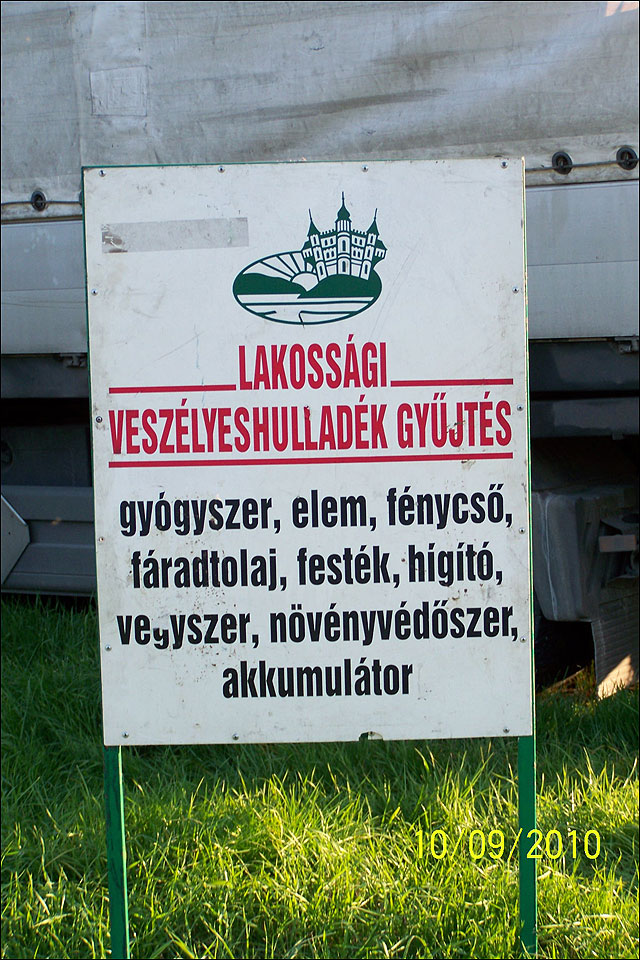 LAKOSSÁGI
VESZÉLYESHULLADÉK GYŰJTÉS
gyógyszer, elem, fénycső,
fáradtolaj, festék, hígító,
vegyszer, növényvédőszer,
akkumulátor
10/09/2010